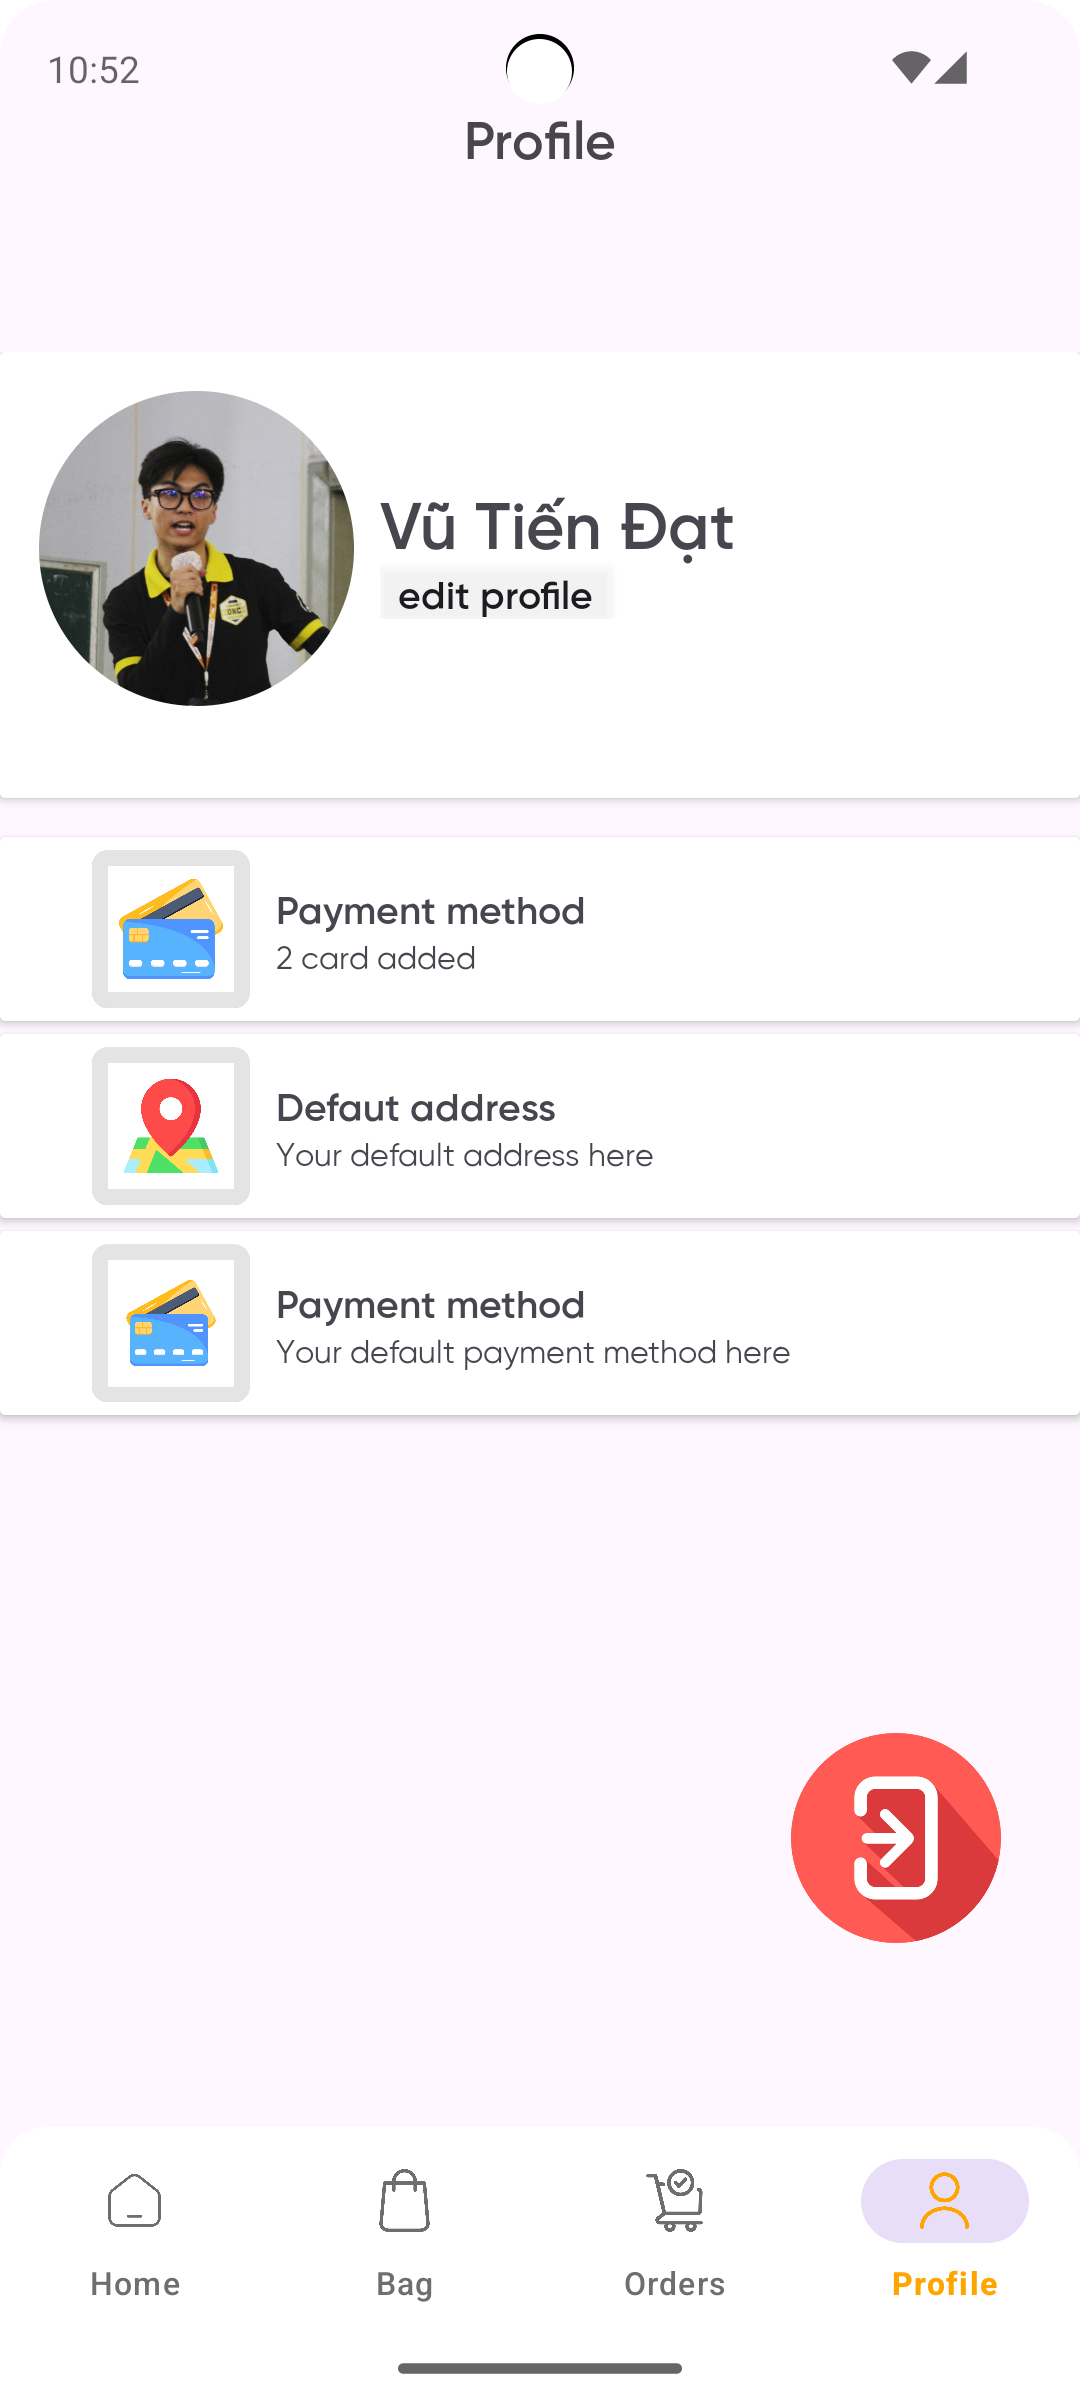 10:52
Profile
Vũ Tiến Đạt
edit profile
Payment method
2 card added
Defaut address
Your default address here
Payment method
Your default payment method here
Home
Bag
Orders
Profile